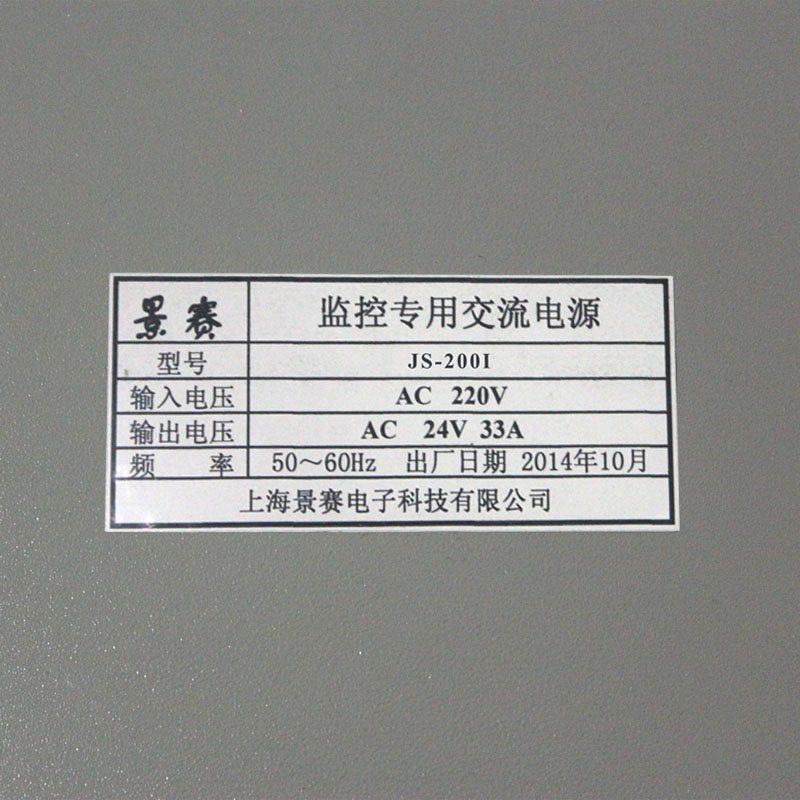 景赛 监控专用交流电源
型号 JS-200I
输入电压 AC 220V
输出电压 AC 24V 33A
频 率 50～60Hz 出厂日期 2014年10月
上海景赛电子科技有限公司